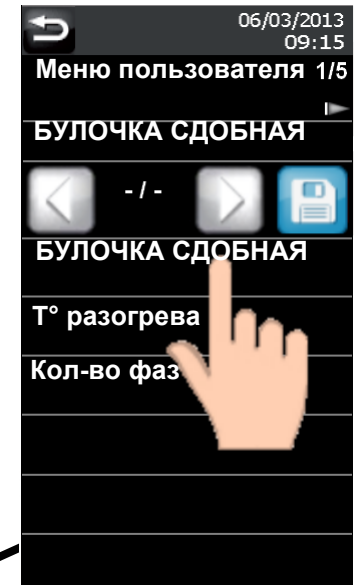 06/03/2013
09:15
Меню пользователя 1/5
БУЛОЧКА СДОБНАЯ
- / -
БУЛОЧКА СДОБНАЯ
Т° разогрева
Кол-во фаз